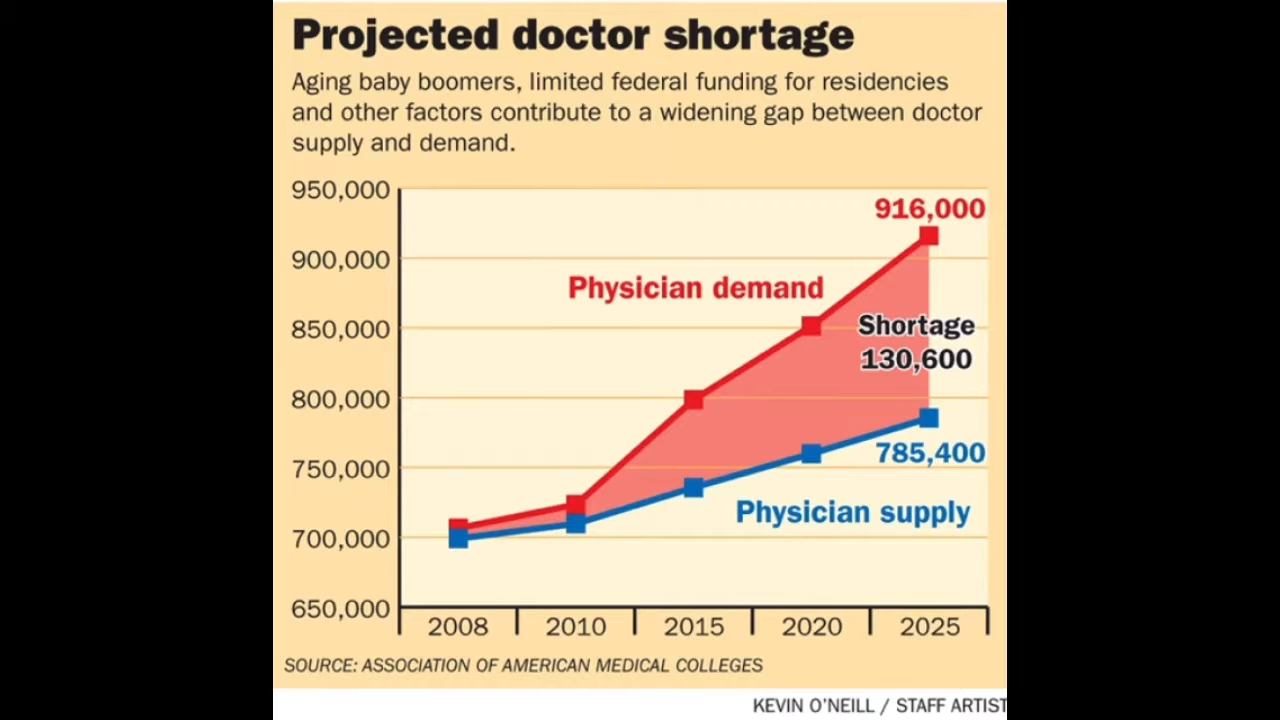 Projected doctor shortage
Aging baby boomers, limited federal funding for residencies
and other factors contribute to a widening gap between doctor
supply and demand.
950,000
916,000
900,000
Physician demand
850,000
Shortage
130,600
800,000
785,400
750,000
Physician supply
700,000
650,000
2008 2010 2015 2020 2025
SOURCE: ASSOCIATION OF AMERICAN MEDICAL COLLEGES
KEVIN O'NEILL / STAFF ARTIST